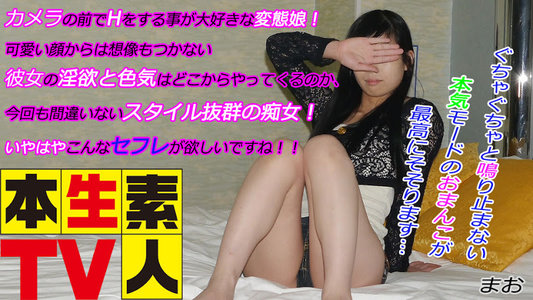 カメラの前でHをする事が大好きな変態娘！
可愛い顔からは想像もつかない
彼女の淫欲と色気はどこからやってくるのか、
今回も間違いないスタイル抜群の痴女！
いやはやこんなセフレが欲しいですね！！
ぐちゃぐちゃと鳴り止まない
本気モードのおまんこが
最高にそそります…
本生素
TV人
まお